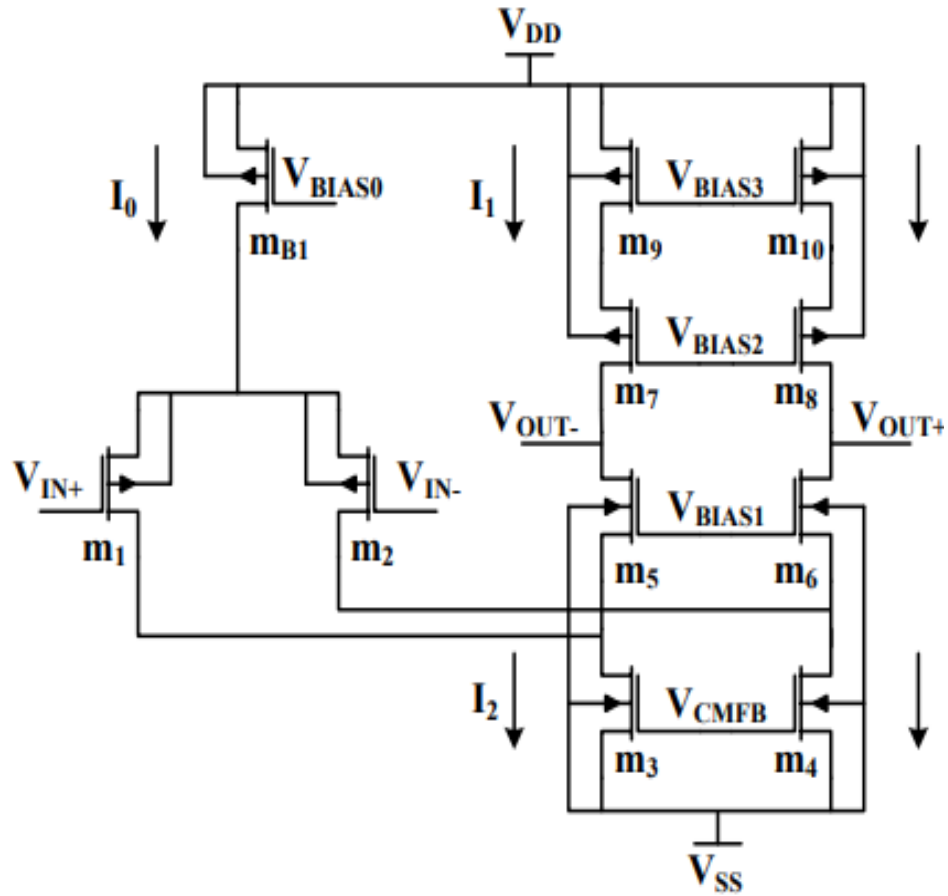 VDD
I0
VBIAS0
mB1
I1
VBIAS3
m9
m10
VBIAS2
m7
m8
VOUT-
VOUT+
VIN+
VIN-
m1
m2
VBIAS1
m5
m6
I2
VCMFB
m3
m4
VSS